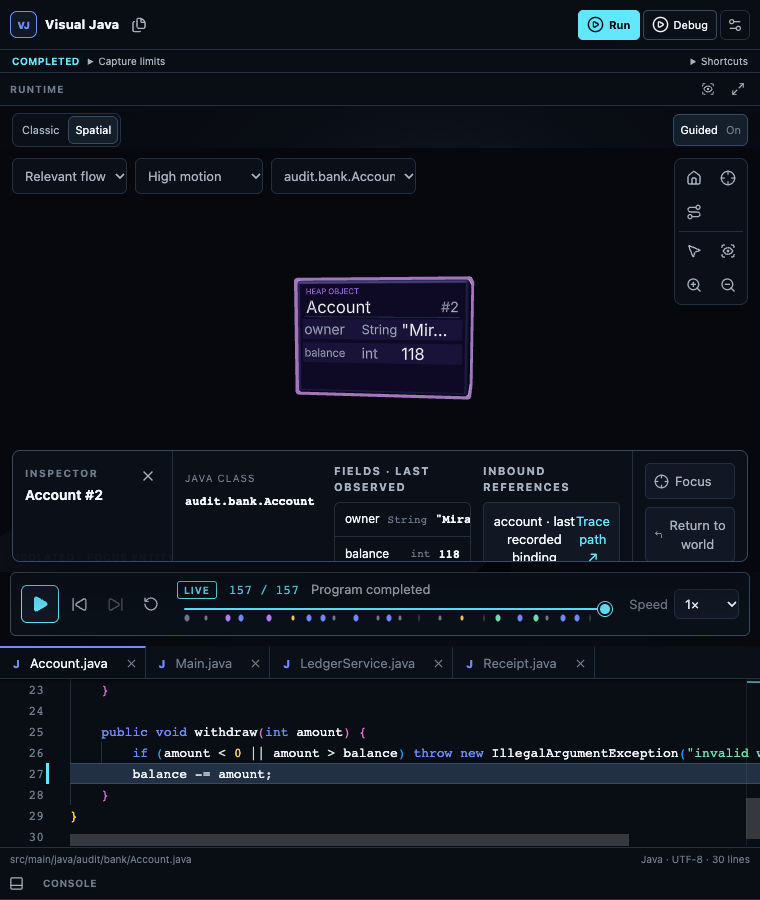 VJ Visual Java Run Debug
COMPLETED Capture limits Shortcuts
RUNTIME
Classic Spatial Guided On
Relevant flow High motion audit.bank.Accoun
HEAP OBJECT
Account #2
owner String "Mir...
balance int 118
INSPECTOR
Account #2
JAVA CLASS
audit.bank.Account
FIELDS · LAST
OBSERVED
owner String "Mira
balance int 118
INBOUND
REFERENCES
account · last
recorded
binding
Trace
path
↗
Focus
Return to
world
LIVE 157 / 157 Program completed
Speed 1×
J Account.java × J Main.java × J LedgerService.java × J Receipt.java ×
23 }
24
25 public void withdraw(int amount) {
26 if (amount < 0 || amount > balance) throw new IllegalArgumentException("invalid w
27 balance -= amount;
28 }
29 }
30
src/main/java/audit/bank/Account.java Java · UTF-8 · 30 lines
CONSOLE